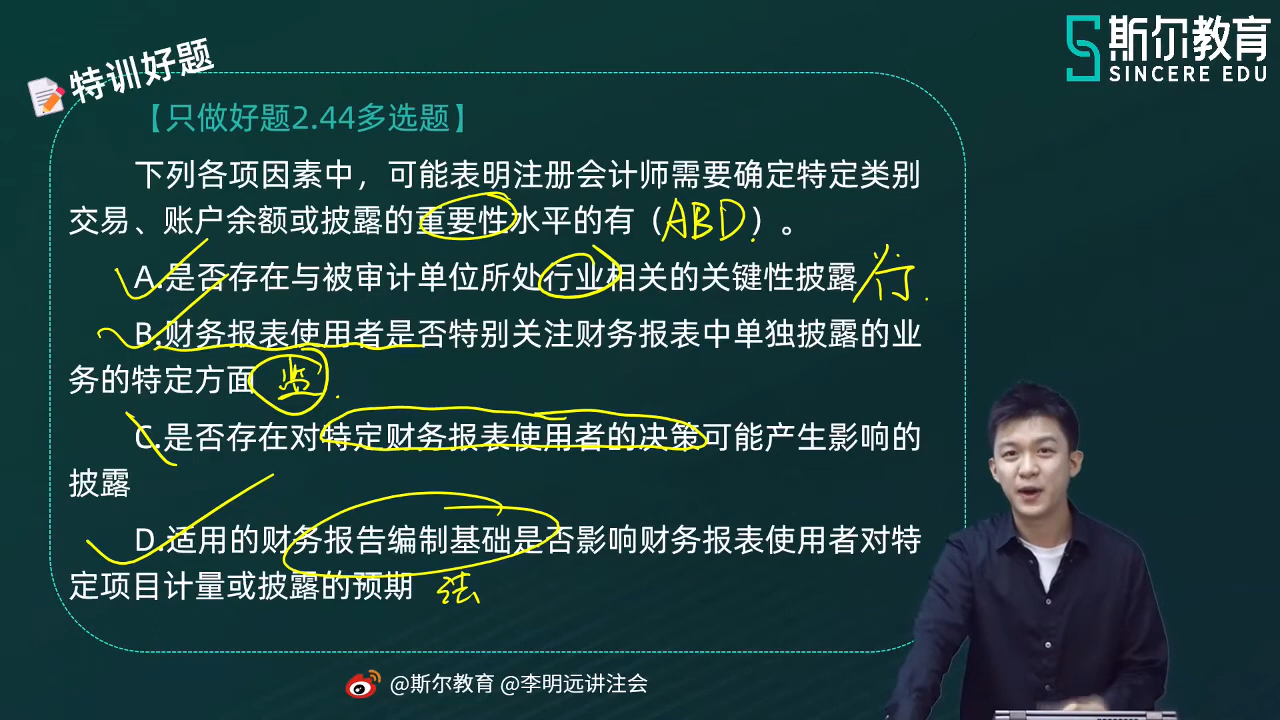 特训好题
斯尔教育
SINCERE EDU
【只做好题2.44多选题】
下列各项因素中，可能表明注册会计师需要确定特定类别
交易、账户余额或披露的重要性水平的有（ABD）。
A.是否存在与被审计单位所处行业相关的关键性披露 行.
B.财务报表使用者是否特别关注财务报表中单独披露的业
务的特定方面 监.
C.是否存在对特定财务报表使用者的决策可能产生影响的
披露
D.适用的财务报告编制基础是否影响财务报表使用者对特
定项目计量或披露的预期 法
@斯尔教育 @李明远讲注会